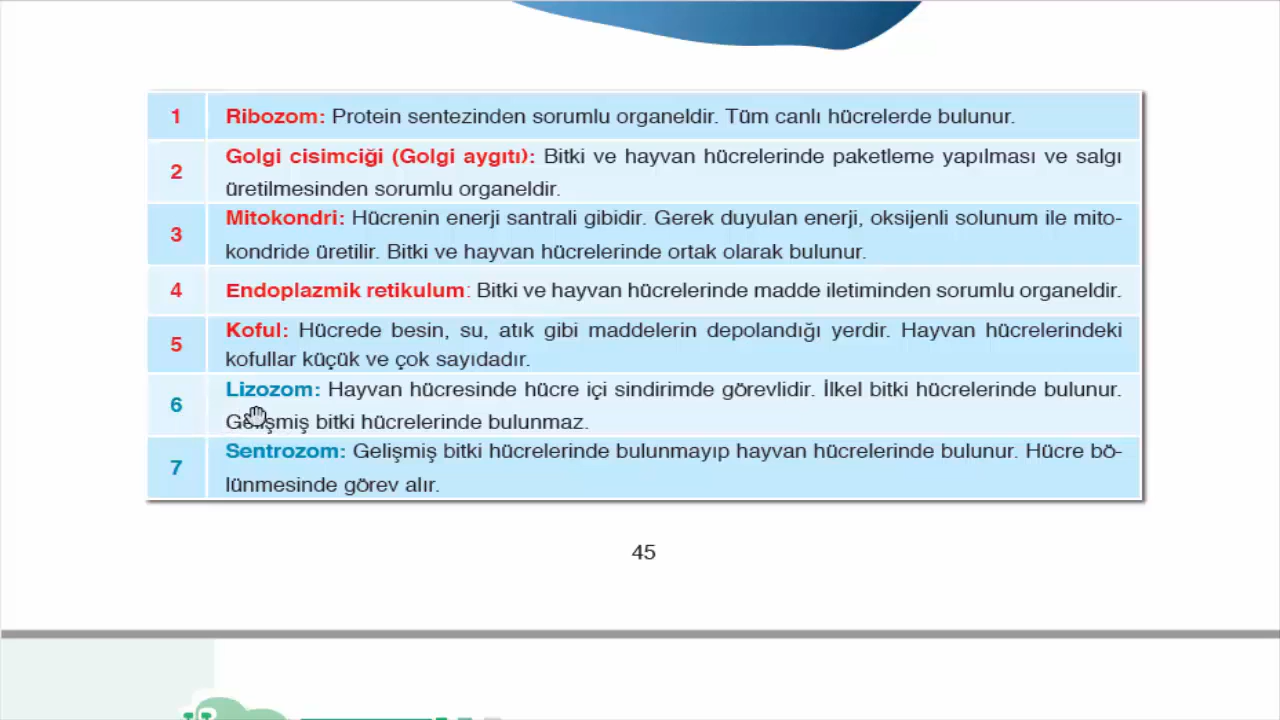 1 Ribozom: Protein sentezinden sorumlu organeldir. Tüm canlı hücrelerde bulunur.
2 Golgi cisimciği (Golgi aygıtı): Bitki ve hayvan hücrelerinde paketleme yapılması ve salgı
üretilmesinden sorumlu organeldir.
3 Mitokondri: Hücrenin enerji santrali gibidir. Gerek duyulan enerji, oksijenli solunum ile mito-
kondride üretilir. Bitki ve hayvan hücrelerinde ortak olarak bulunur.
4 Endoplazmik retikulum: Bitki ve hayvan hücrelerinde madde iletiminden sorumlu organeldir.
5 Koful: Hücrede besin, su, atık gibi maddelerin depolandığı yerdir. Hayvan hücrelerindeki
kofullar küçük ve çok sayıdadır.
6 Lizozom: Hayvan hücresinde hücre içi sindirimde görevlidir. İlkel bitki hücrelerinde bulunur.
Gelişmiş bitki hücrelerinde bulunmaz.
7 Sentrozom: Gelişmiş bitki hücrelerinde bulunmayıp hayvan hücrelerinde bulunur. Hücre bö-
lünmesinde görev alır.
45